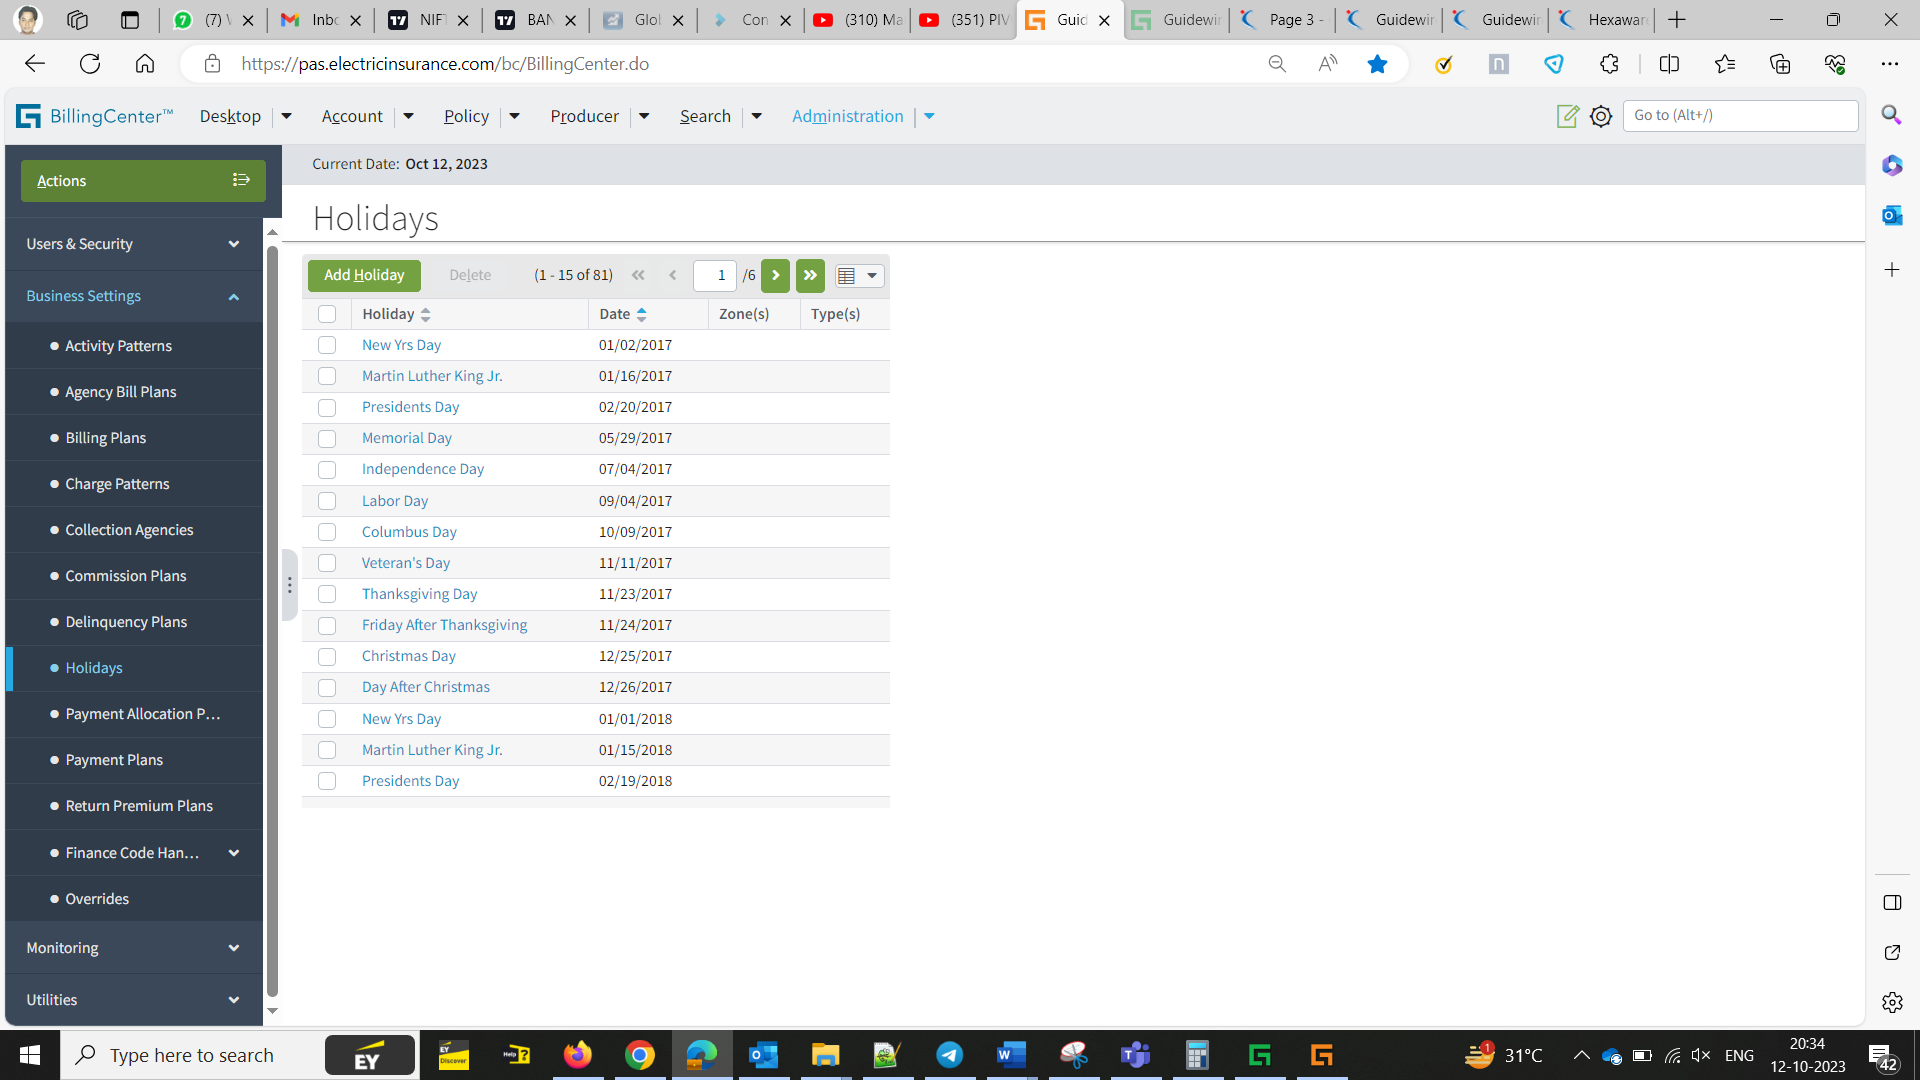 (7) W
Inbo
NIFT
BAN
Glob
Con
(310) Ma
(351) PIV
Guid
Guidewir
Page 3 -
Guidewir
Guidewir
Hexaware
https://pas.electricinsurance.com/bc/BillingCenter.do
BillingCenter™ Desktop Account Policy Producer Search Administration Go to (Alt+/)
Current Date: Oct 12, 2023
Actions
Users & Security
Business Settings
Activity Patterns
Agency Bill Plans
Billing Plans
Charge Patterns
Collection Agencies
Commission Plans
Delinquency Plans
Holidays
Payment Allocation P...
Payment Plans
Return Premium Plans
Finance Code Han...
Overrides
Monitoring
Utilities
Holidays
Add Holiday Delete (1 - 15 of 81) 1 /6
Holiday Date Zone(s) Type(s)
New Yrs Day 01/02/2017
Martin Luther King Jr. 01/16/2017
Presidents Day 02/20/2017
Memorial Day 05/29/2017
Independence Day 07/04/2017
Labor Day 09/04/2017
Columbus Day 10/09/2017
Veteran's Day 11/11/2017
Thanksgiving Day 11/23/2017
Friday After Thanksgiving 11/24/2017
Christmas Day 12/25/2017
Day After Christmas 12/26/2017
New Yrs Day 01/01/2018
Martin Luther King Jr. 01/15/2018
Presidents Day 02/19/2018
Type here to search
EY
EY Discover
Help ?
1
31°C
ENG
20:34
12-10-2023
42